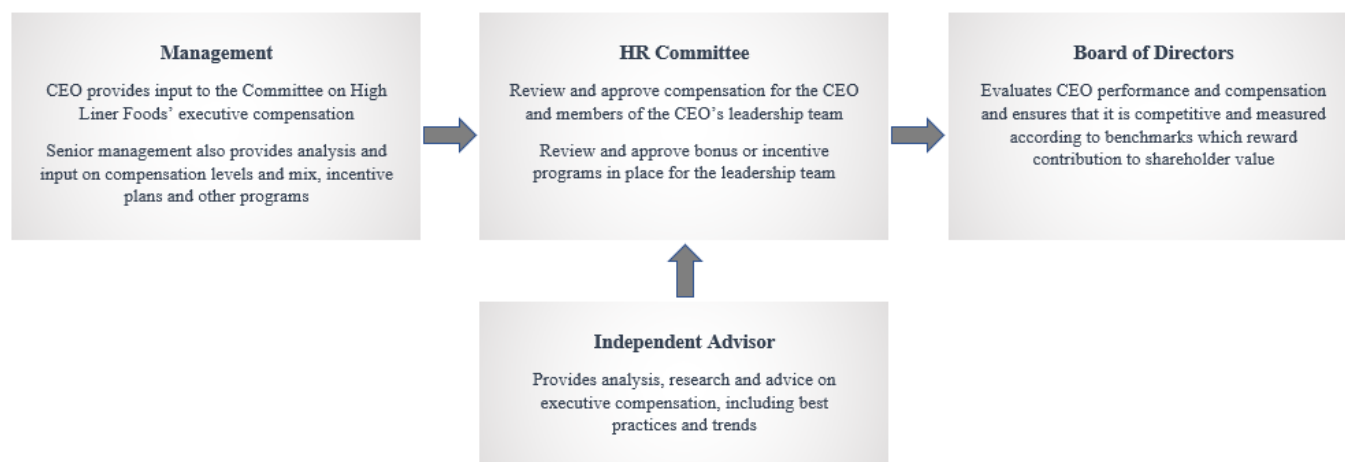 Management
CEO provides input to the Committee on High
Liner Foods’ executive compensation
Senior management also provides analysis and
input on compensation levels and mix, incentive
plans and other programs
HR Committee
Review and approve compensation for the CEO
and members of the CEO’s leadership team
Review and approve bonus or incentive
programs in place for the leadership team
Board of Directors
Evaluates CEO performance and compensation
and ensures that it is competitive and measured
according to benchmarks which reward
contribution to shareholder value
Independent Advisor
Provides analysis, research and advice on
executive compensation, including best
practices and trends